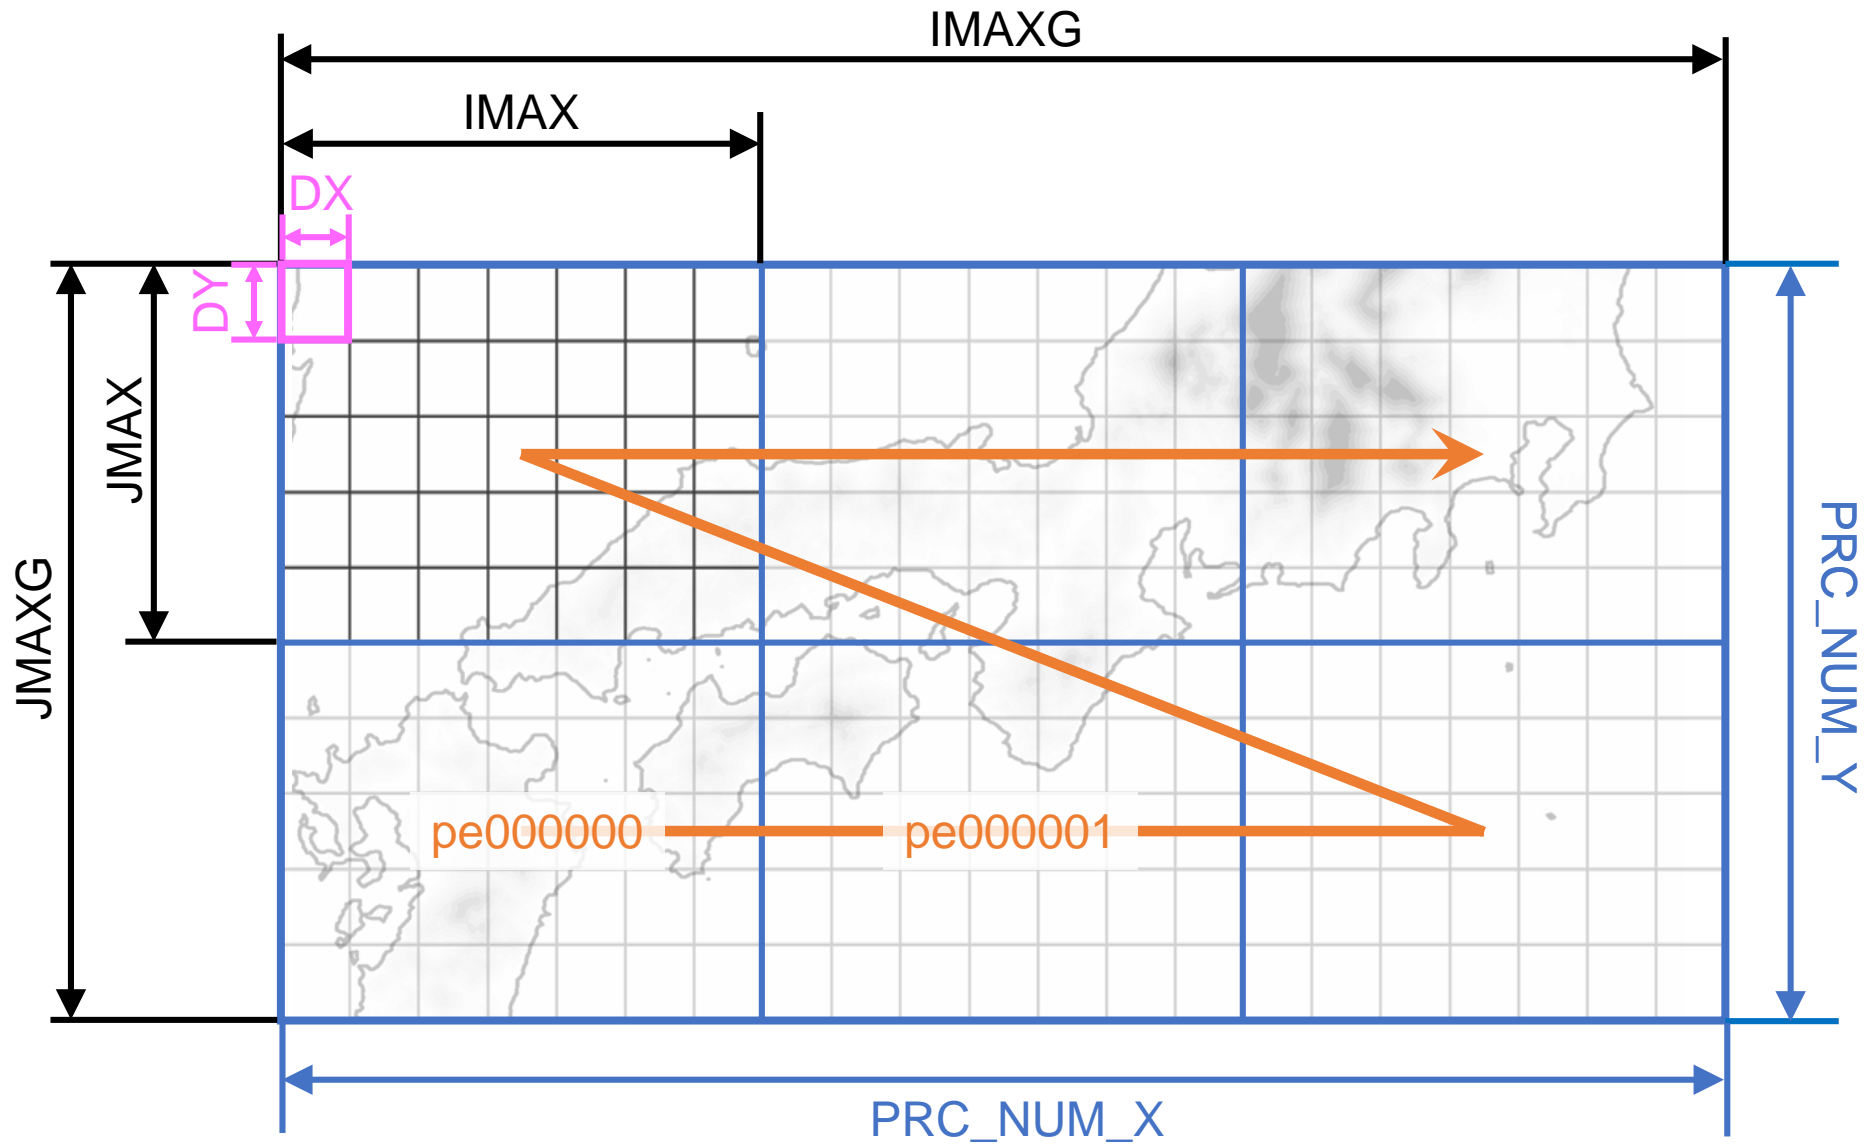 IMAXG
IMAX
DX
DY
JMAX
JMAXG
PRC_NUM_Y
pe000000
pe000001
PRC_NUM_X